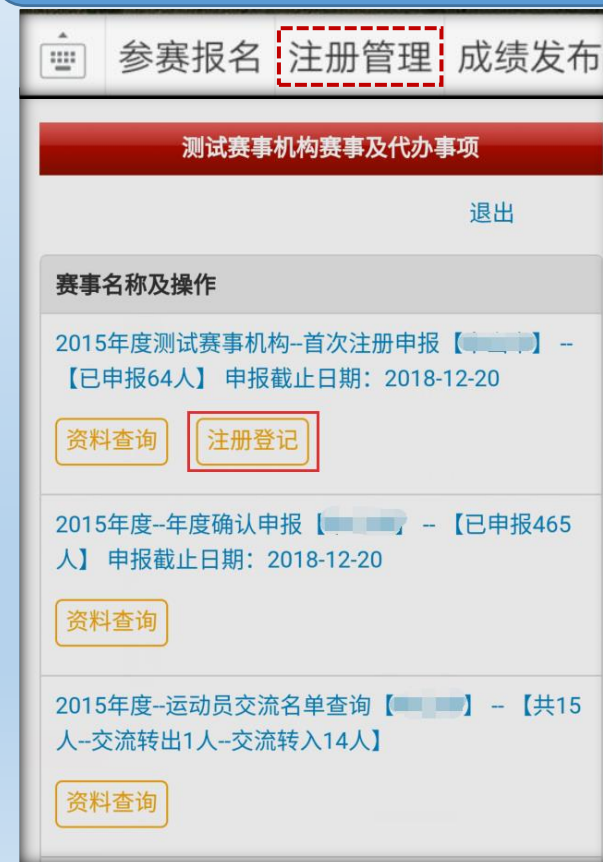 参赛报名 注册管理 成绩发布
测试赛事机构赛事及代办事项
退出
赛事名称及操作
2015年度测试赛事机构--首次注册申报【】 --
【已申报64人】 申报截止日期：2018-12-20
资料查询 注册登记
2015年度--年度确认申报【】 -- 【已申报465
人】 申报截止日期：2018-12-20
资料查询
2015年度--运动员交流名单查询【】 -- 【共15
人--交流转出1人--交流转入14人】
资料查询